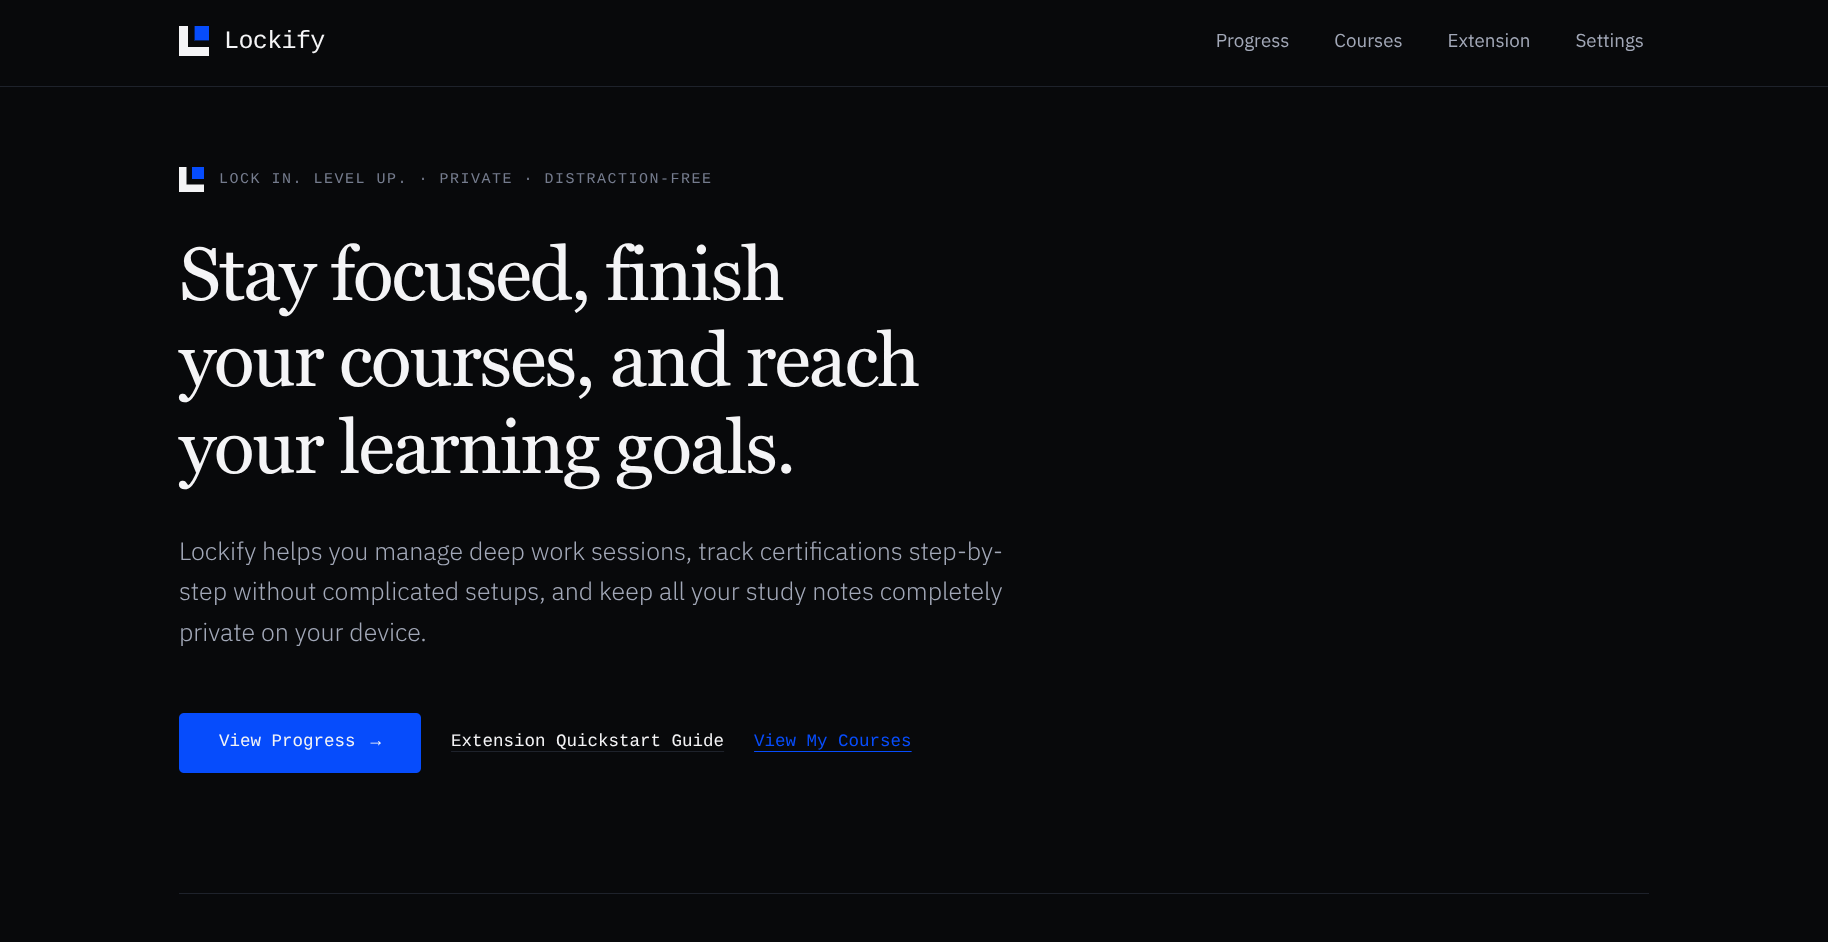 Lockify
Progress
Courses
Extension
Settings
LOCK IN. LEVEL UP. · PRIVATE · DISTRACTION-FREE
Stay focused, finish
your courses, and reach
your learning goals.
Lockify helps you manage deep work sessions, track certifications step-by-
step without complicated setups, and keep all your study notes completely
private on your device.
View Progress →
Extension Quickstart Guide
View My Courses